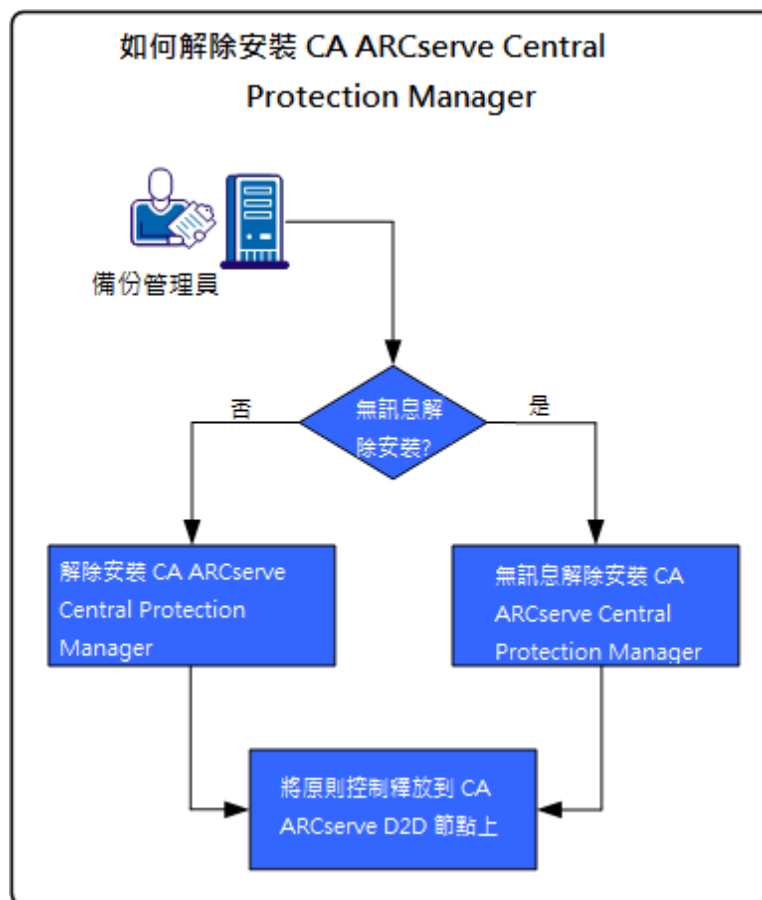 如何解除安裝 CA ARCserve Central
Protection Manager
備份管理員
否
無訊息解
除安裝?
是
解除安裝 CA ARCserve
Central Protection
Manager
無訊息解除安裝 CA
ARCserve Central
Protection Manager
將原則控制釋放到 CA
ARCserve D2D 節點上